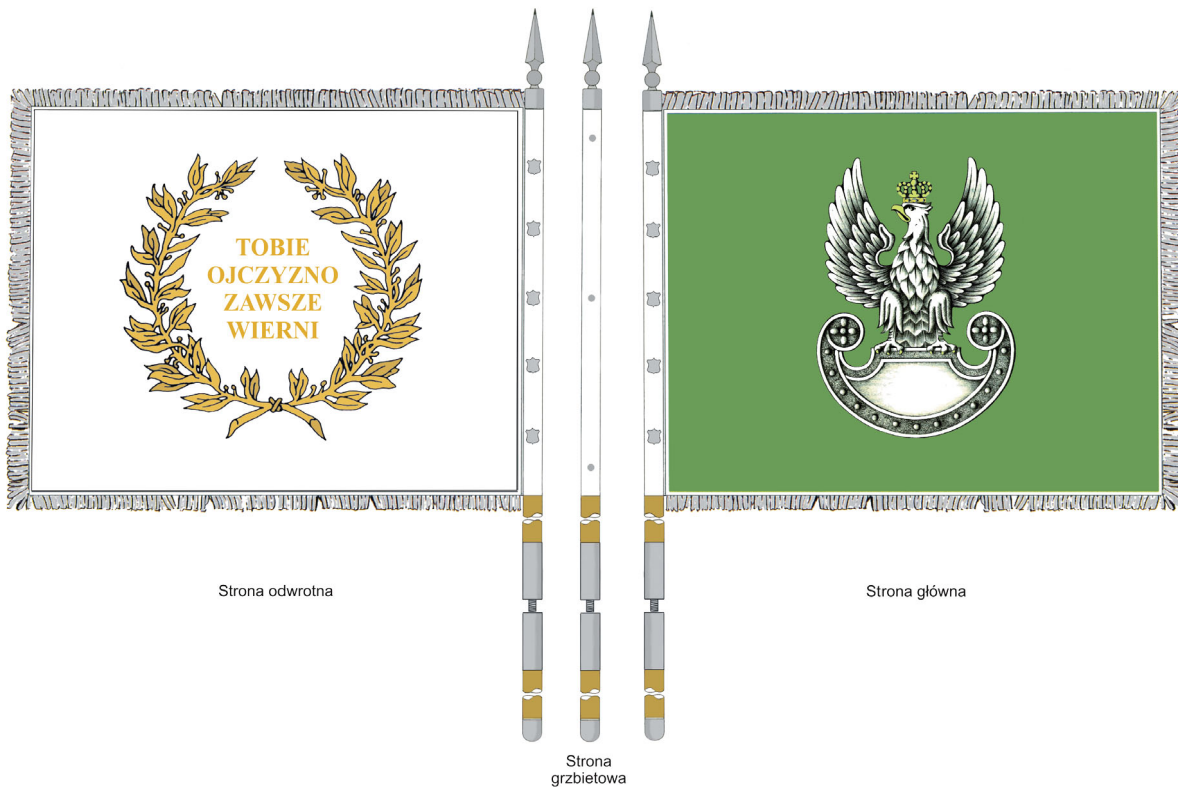 TOBIE
OJCZYZNO
ZAWSZE
WIERNI
Strona odwrotna
Strona główna
Strona
grzbietowa